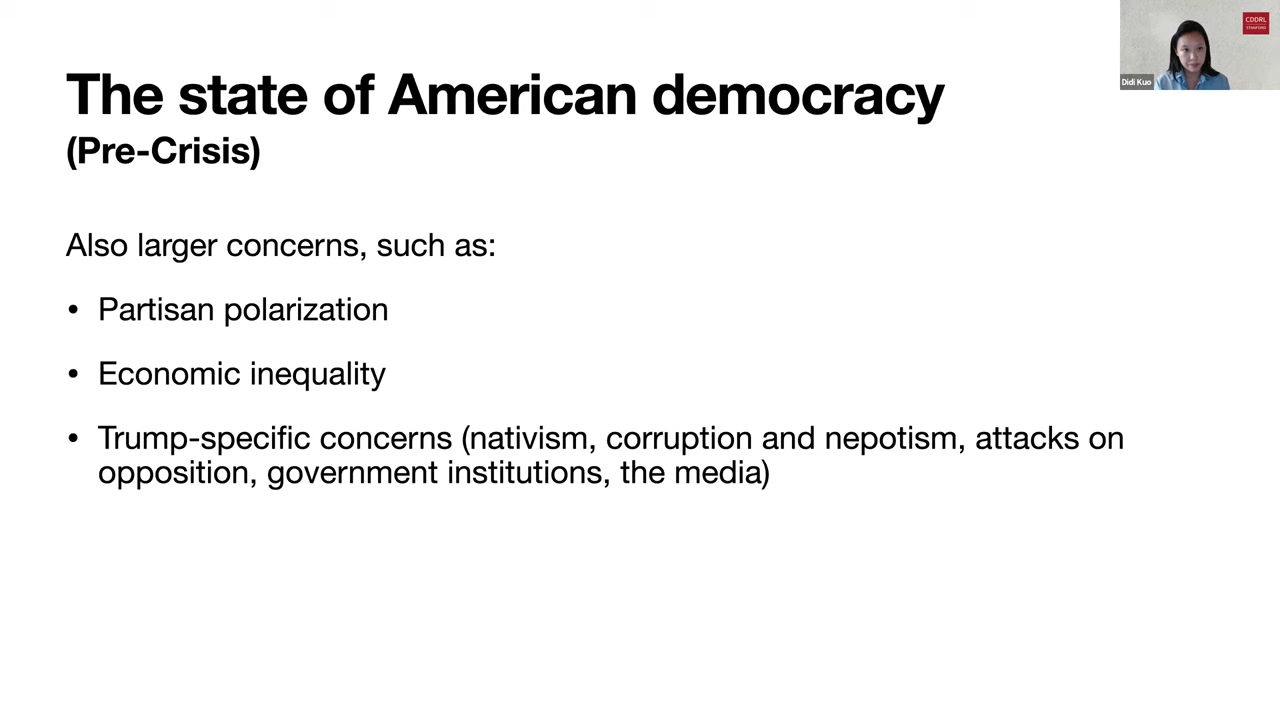 The state of American democracy
(Pre-Crisis)
Also larger concerns, such as:
• Partisan polarization
• Economic inequality
• Trump-specific concerns (nativism, corruption and nepotism, attacks on
opposition, government institutions, the media)
CDDRL
STANFORD
Didi Kuo